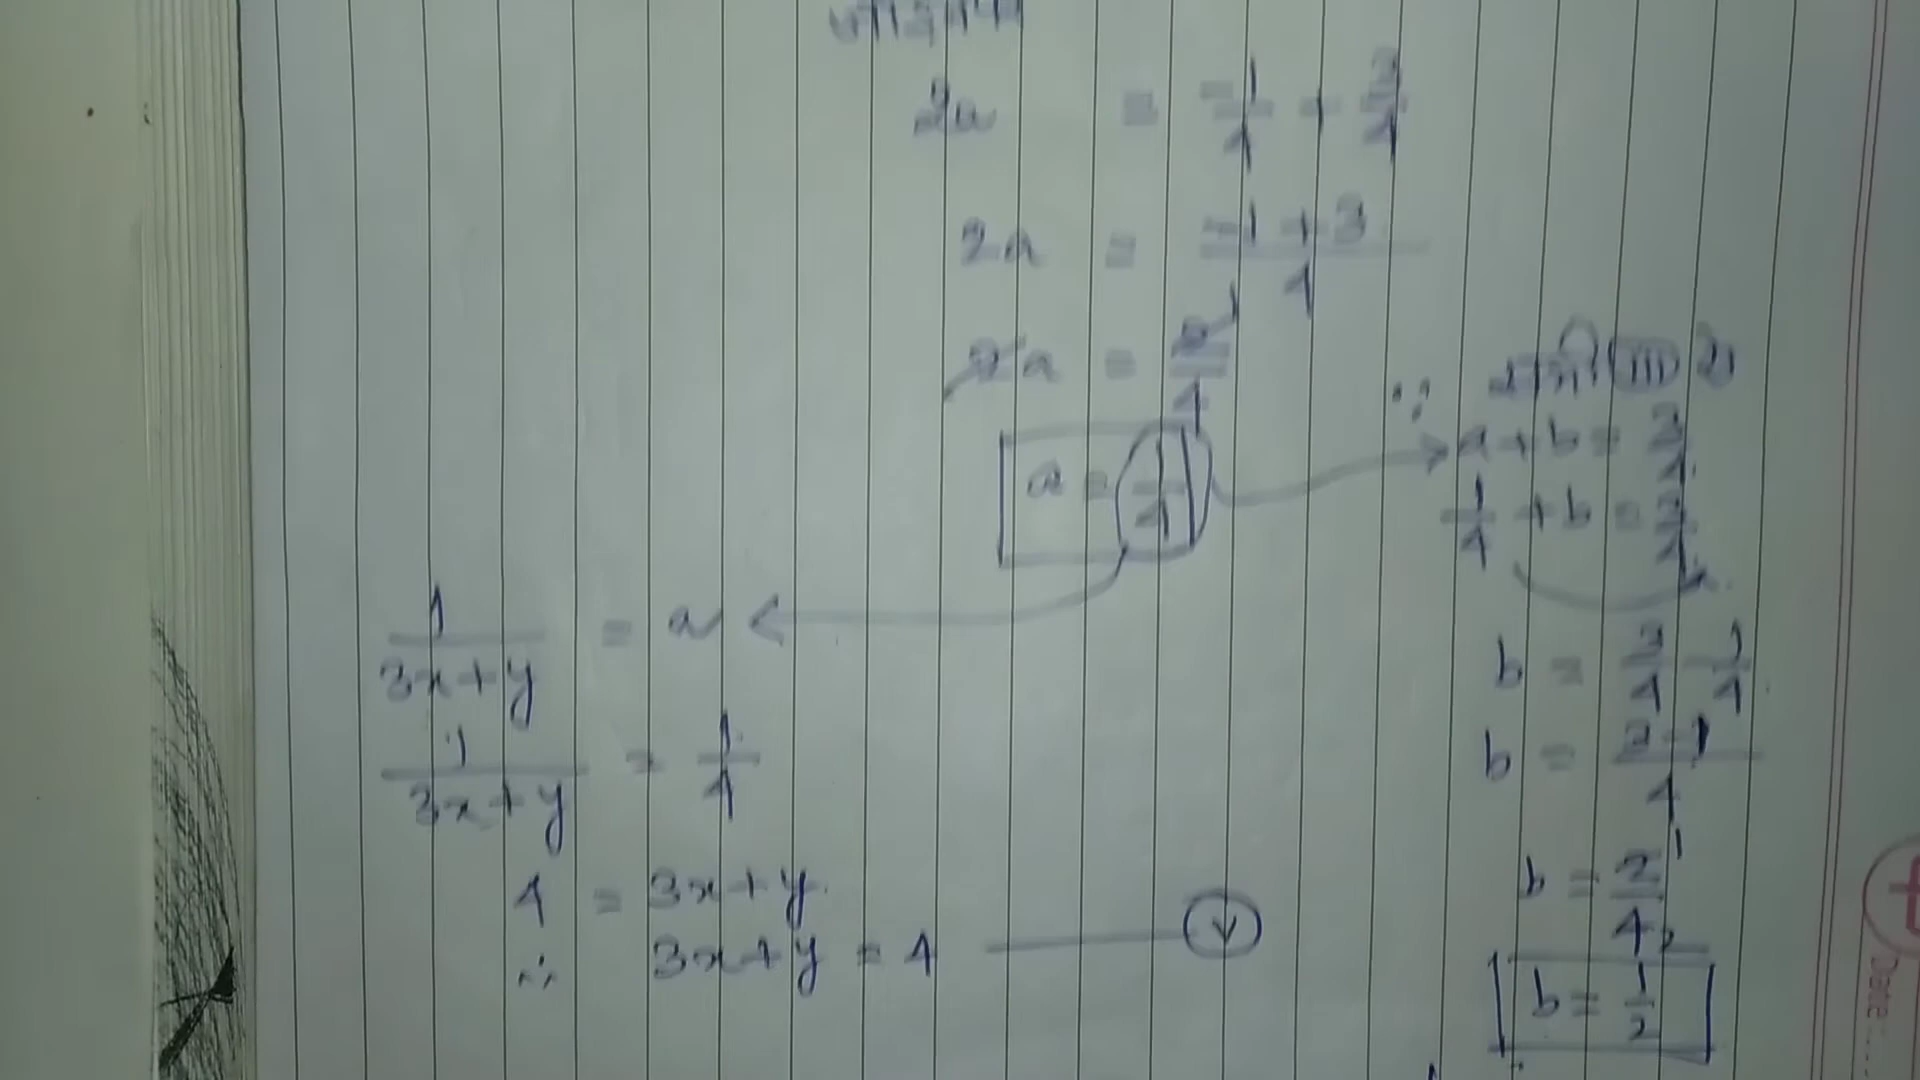 2a = -1/4 + 3/4
2a = -1+3/4
2a = 2/4
a = 1/4
1/3x+y = a
1/3x+y = 1/4
4 = 3x+y
∴ 3x+y = 4
∵ (III)
a+b = 3/4
1/4 + b = 3/4
b = 3/4 - 1/4
b = 3-1/4
b = 2/4
b = 1/2
Date: